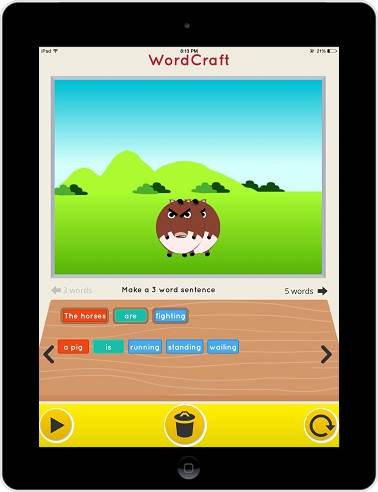 iPad 8:13 PM 21%
WordCraft
3 words Make a 3 word sentence 5 words
The horses are fighting
a pig is running standing wailing